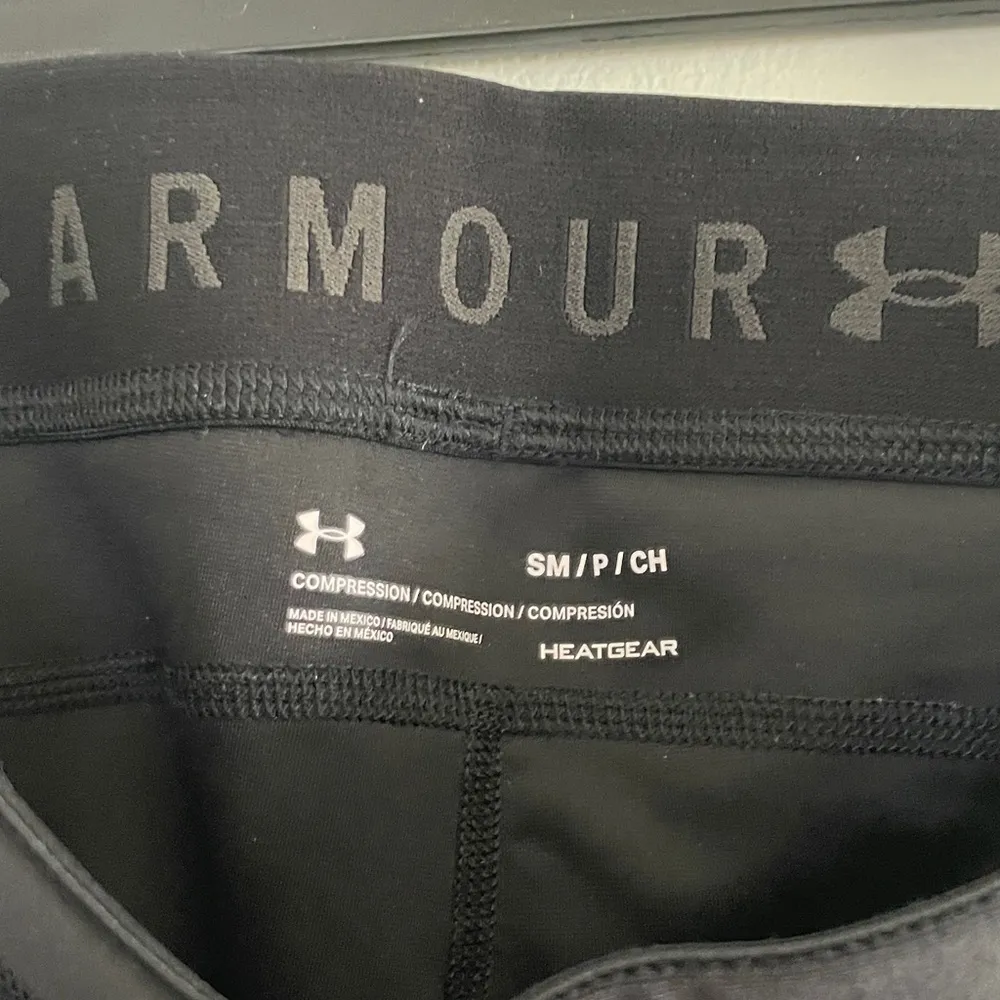 ARMOUR
SM / P / CH
COMPRESSION / COMPRESSION / COMPRESIÓN
MADE IN MEXICO / FABRIQUÉ AU MEXIQUE /
HECHO EN MÉXICO
HEATGEAR